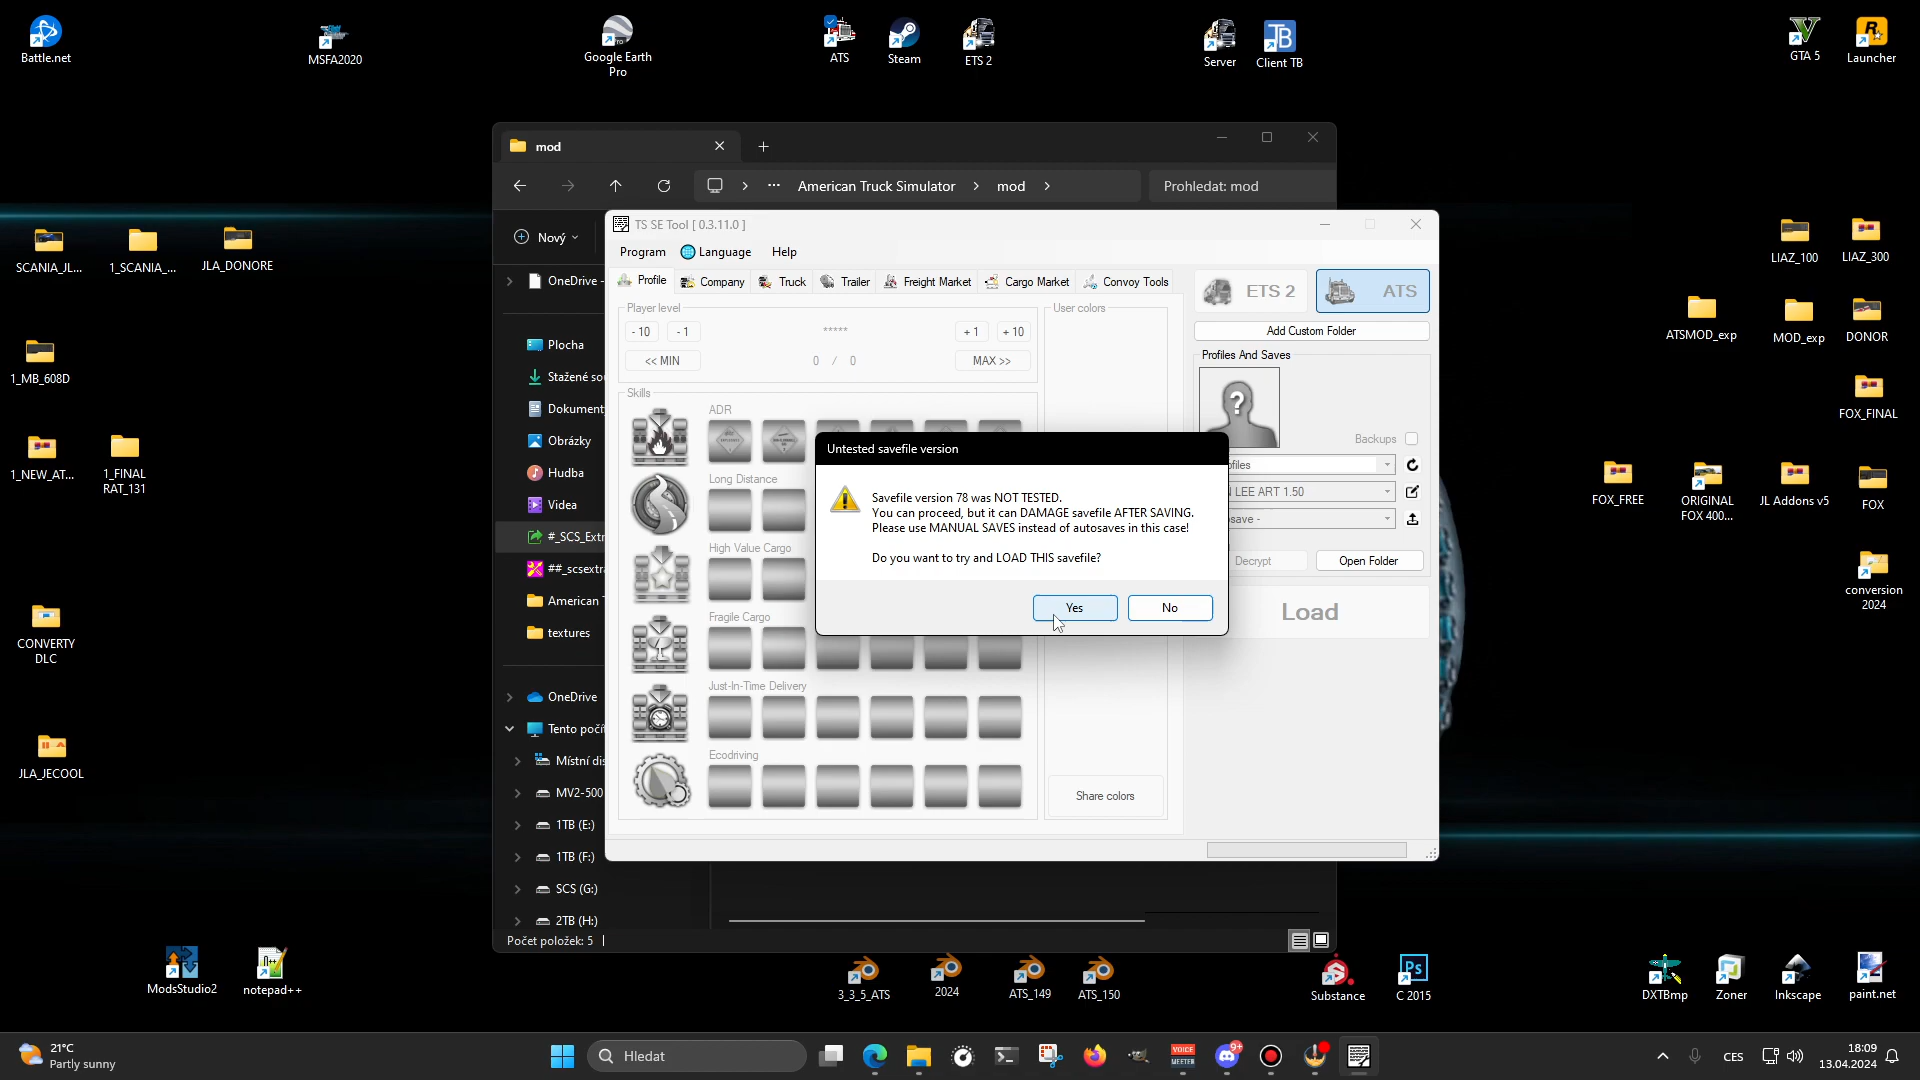 Battle.net
MSFA2020
Google Earth
Pro
ATS
Steam
ETS 2
Server
Client TB
GTA 5
Launcher
SCANIA_JL...
1_SCANIA_...
JLA_DONORE
1_MB_608D
1_NEW_AT...
1_FINAL
RAT_131
CONVERTY
DLC
JLA_JECOOL
ModsStudio2
notepad++
mod
American Truck Simulator
mod
Prohledat: mod
Nový
OneDrive -
Plocha
Stažené sou
Dokument
Obrázky
Hudba
Videa
#_SCS_Extr
##_scsextra
American T
textures
OneDrive
Tento počí
Místní dis
MV2-500
1TB (E:)
1TB (F:)
SCS (G:)
2TB (H:)
Počet položek: 5
TS SE Tool [ 0.3.11.0 ]
Program
Language
Help
Profile
Company
Truck
Trailer
Freight Market
Cargo Market
Convoy Tools
Player level
- 10
- 1
*****
+ 1
+ 10
<< MIN
0 / 0
MAX >>
User colors
Skills
ADR
Long Distance
High Value Cargo
Fragile Cargo
Just-In-Time Delivery
Ecodriving
Share colors
ETS 2
ATS
Add Custom Folder
Profiles And Saves
?
Backups
LEE ART 1.50
Decrypt
Open Folder
Load
Untested savefile version
Savefile version 78 was NOT TESTED.
You can proceed, but it can DAMAGE savefile AFTER SAVING.
Please use MANUAL SAVES instead of autosaves in this case!
Do you want to try and LOAD THIS savefile?
Yes
No
LIAZ_100
LIAZ_300
ATSMOD_exp
MOD_exp
DONOR
FOX_FINAL
FOX_FREE
ORIGINAL
FOX 400...
JL Addons v5
FOX
conversion
2024
3_3_5_ATS
2024
ATS_149
ATS_150
Substance
Ps
C 2015
DXTBmp
Zoner
Inkscape
paint.net
21°C
Partly sunny
Hledat
VOICE
MEETER
9+
CES
18:09
13.04.2024